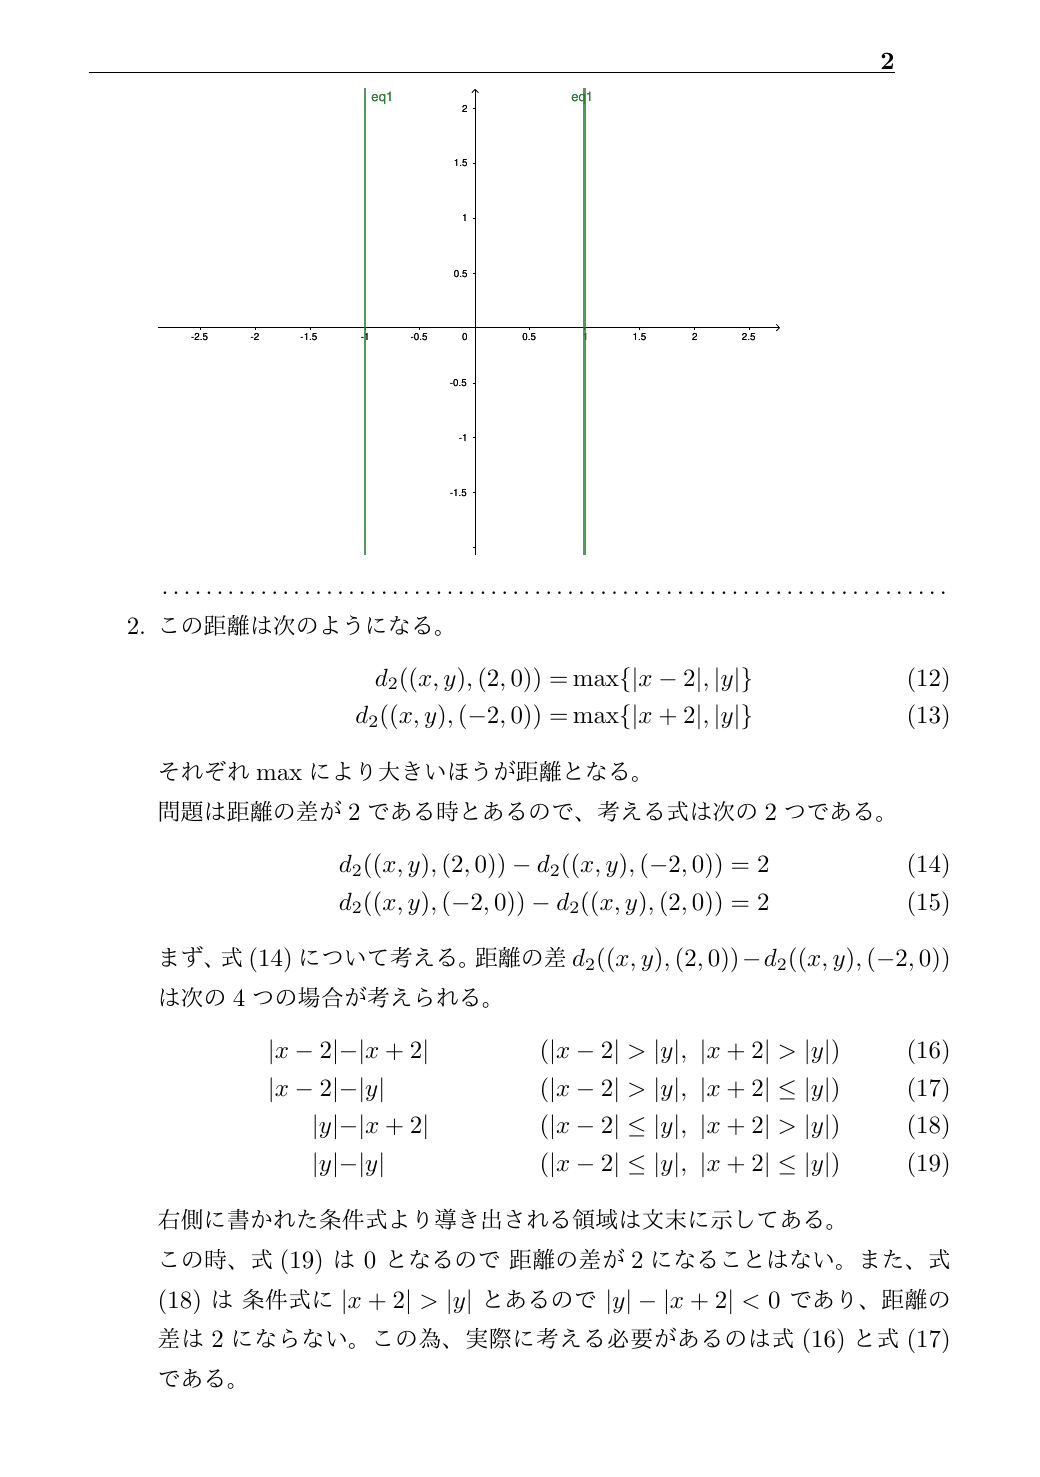 2
eq1 eq1
2
1.5
1
0.5
-2.5 -2 -1.5 -1 -0.5 0 0.5 1 1.5 2 2.5
-0.5
-1
-1.5
2. この距離は次のようになる。
d₂((x, y), (2, 0)) = max{|x − 2|, |y|} (12)
d₂((x, y), (−2, 0)) = max{|x + 2|, |y|} (13)
それぞれ max により大きいほうが距離となる。
問題は距離の差が 2 である時とあるので、考える式は次の 2 つである。
d₂((x, y), (2, 0)) − d₂((x, y), (−2, 0)) = 2 (14)
d₂((x, y), (−2, 0)) − d₂((x, y), (2, 0)) = 2 (15)
まず、式 (14) について考える。距離の差 d₂((x, y), (2, 0))−d₂((x, y), (−2, 0))
は次の 4 つの場合が考えられる。
|x − 2|−|x + 2| (|x − 2| > |y|, |x + 2| > |y|) (16)
|x − 2|−|y| (|x − 2| > |y|, |x + 2| ≤ |y|) (17)
|y|−|x + 2| (|x − 2| ≤ |y|, |x + 2| > |y|) (18)
|y|−|y| (|x − 2| ≤ |y|, |x + 2| ≤ |y|) (19)
右側に書かれた条件式より導き出される領域は文末に示してある。
この時、式 (19) は 0 となるので 距離の差が 2 になることはない。また、式
(18) は 条件式に |x + 2| > |y| とあるので |y| − |x + 2| < 0 であり、距離の
差は 2 にならない。この為、実際に考える必要があるのは式 (16) と式 (17)
である。